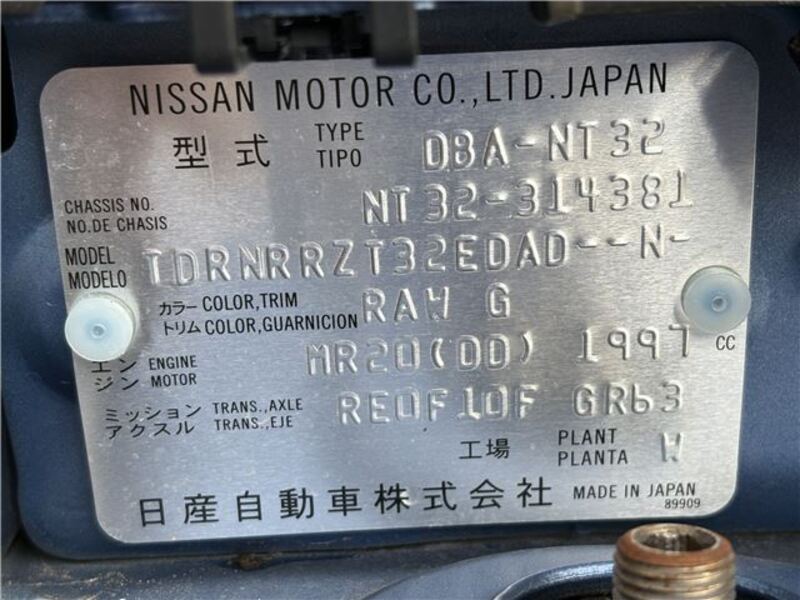 NISSAN MOTOR CO.,LTD.JAPAN
型式 TYPE TIPO DBA-NT32
CHASSIS NO. NO.DE CHASIS NT32-314381
MODEL MODELO TDRNRRZT32EDAD--N-
カラー COLOR,TRIM RAW G
トリム COLOR,GUARNICION
エンジン ENGINE MOTOR MR20(DD) 1997 CC
ミッション TRANS.,AXLE RE0F10F GR63
アクスル TRANS.,EJE
工場 PLANT PLANTA W
日産自動車株式会社 MADE IN JAPAN
89909